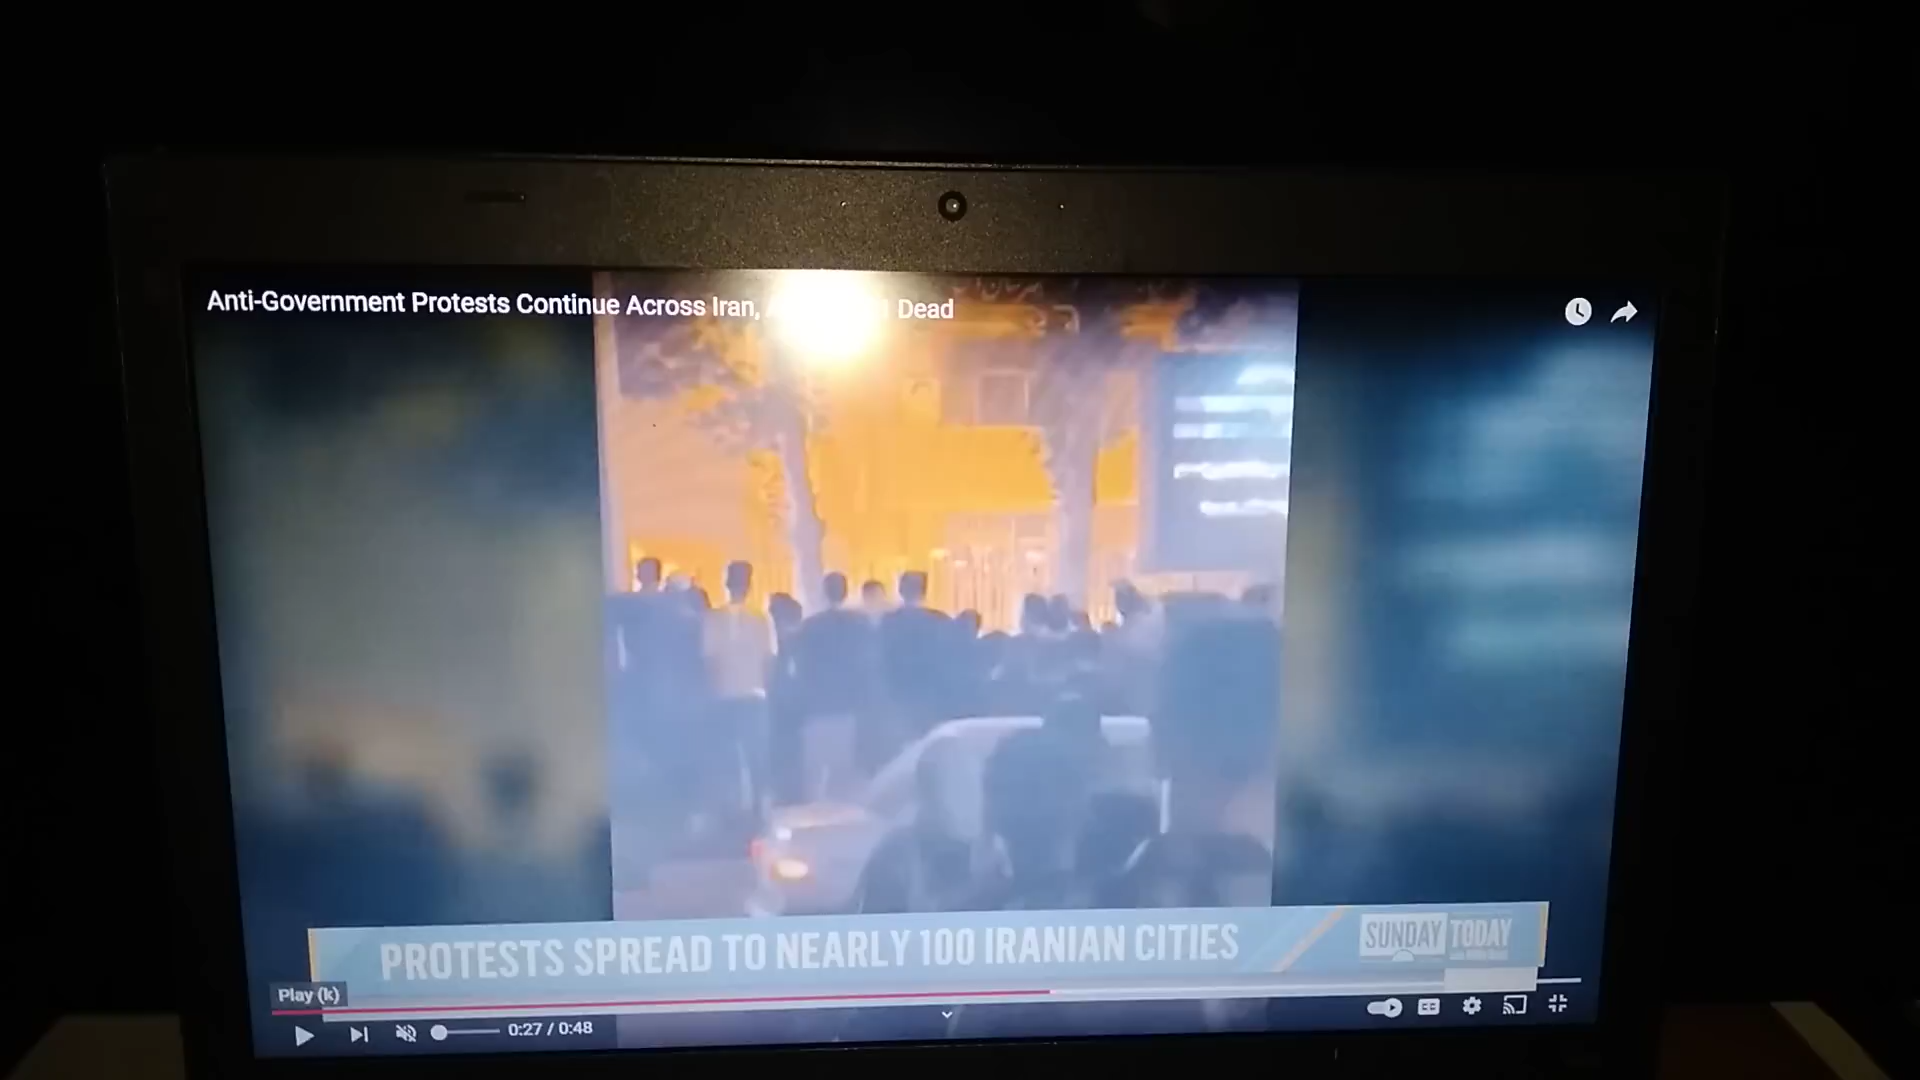 Anti-Government Protests Continue Across Iran, Dead
PROTESTS SPREAD TO NEARLY 100 IRANIAN CITIES
SUNDAY TODAY
Play (k)
CC
0:27 / 0:48